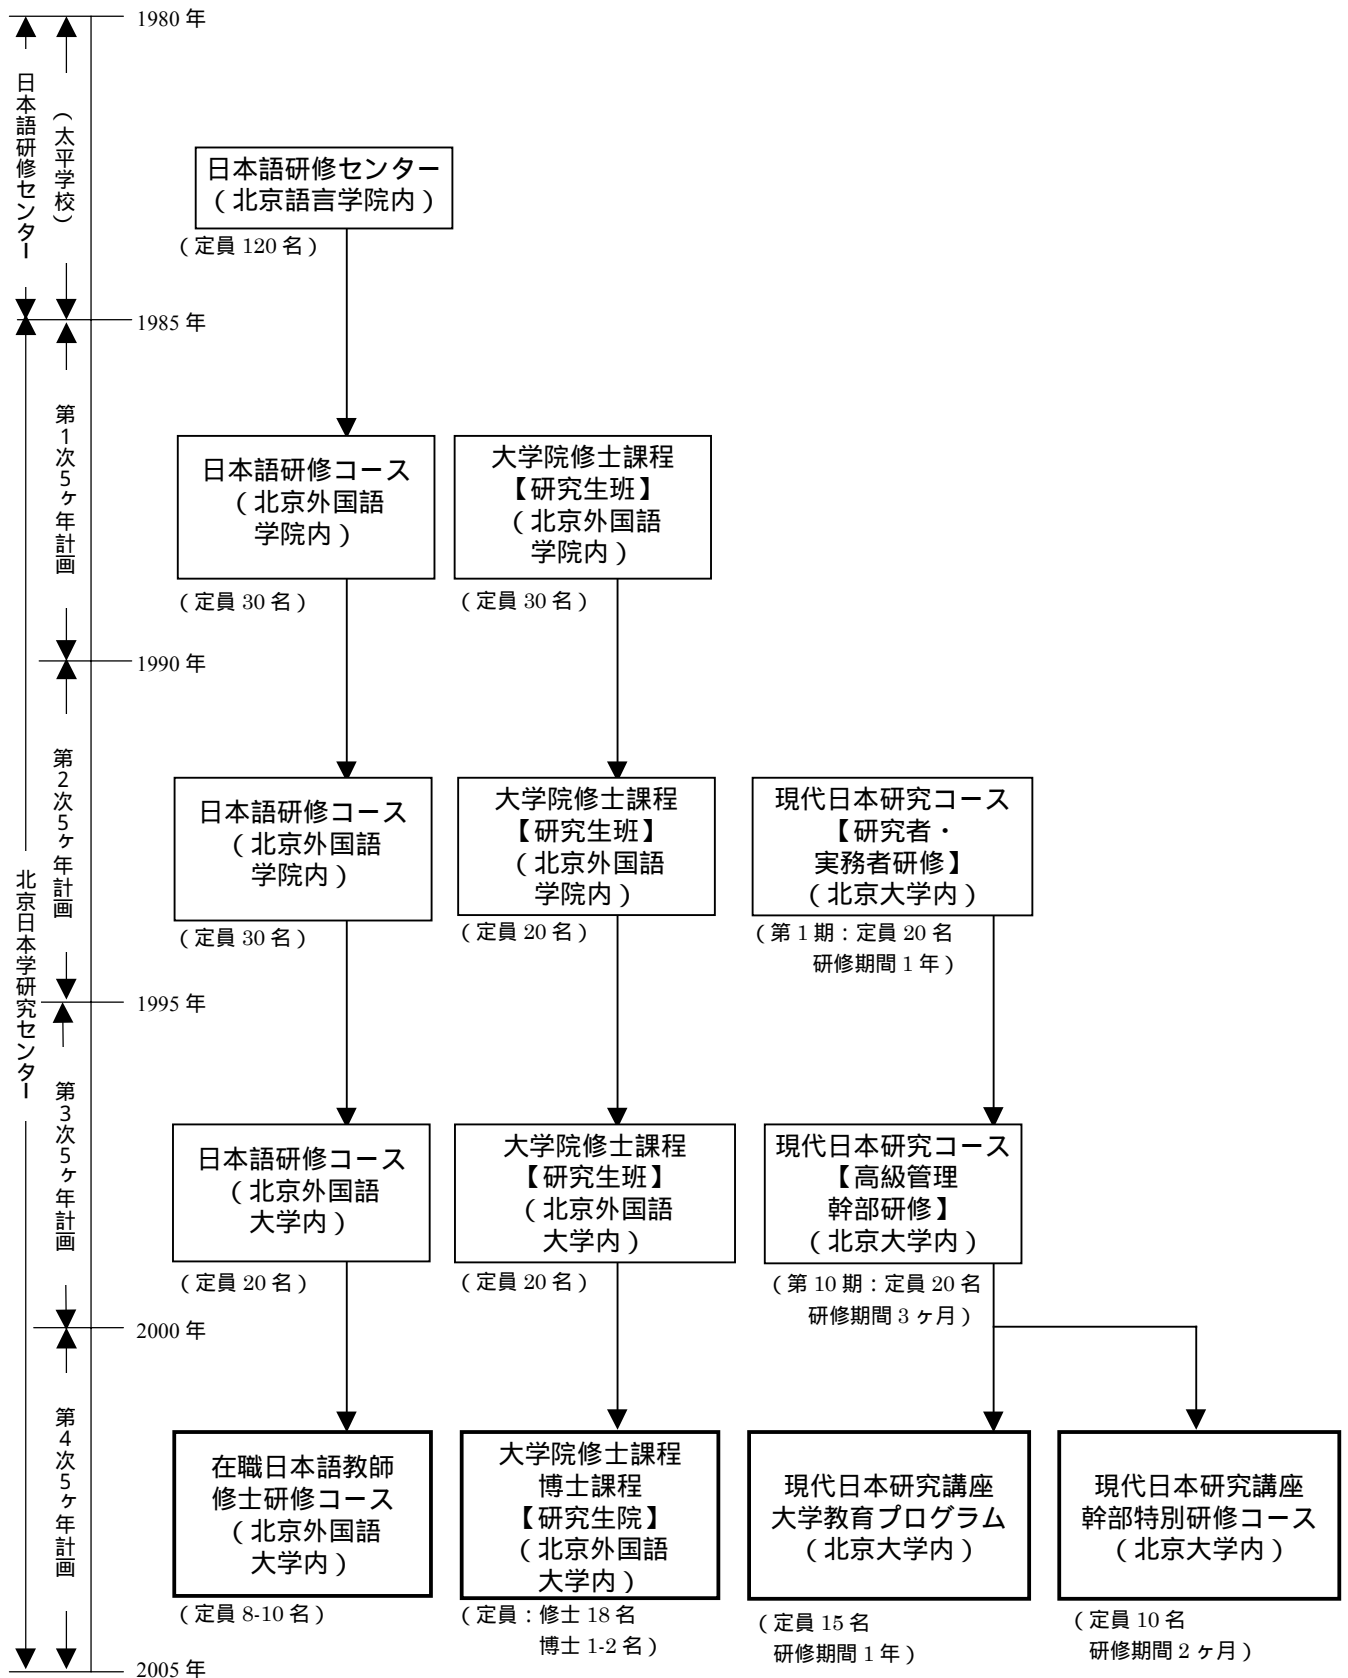 1980 年
日本語研修センター
（太平学校）
日本語研修センター
（北京語言学院内）
（定員 120 名）
1985 年
北京日本学研究センター
第1次5ヶ年計画
日本語研修コース
（北京外国語
学院内）
（定員 30 名）
大学院修士課程
【研究生班】
（北京外国語
学院内）
（定員 30 名）
1990 年
第2次5ヶ年計画
日本語研修コース
（北京外国語
学院内）
（定員 30 名）
大学院修士課程
【研究生班】
（北京外国語
学院内）
（定員 20 名）
現代日本研究コース
【研究者・
実務者研修】
（北京大学内）
（第 1 期：定員 20 名
研修期間 1 年）
1995 年
第3次5ヶ年計画
日本語研修コース
（北京外国語
大学内）
（定員 20 名）
大学院修士課程
【研究生班】
（北京外国語
大学内）
（定員 20 名）
現代日本研究コース
【高級管理
幹部研修】
（北京大学内）
（第 10 期：定員 20 名
研修期間 3 ヶ月）
2000 年
第4次5ヶ年計画
在職日本語教師
修士研修コース
（北京外国語
大学内）
（定員 8-10 名）
大学院修士課程
博士課程
【研究生院】
（北京外国語
大学内）
（定員：修士 18 名
博士 1-2 名）
現代日本研究講座
大学教育プログラム
（北京大学内）
（定員 15 名
研修期間 1 年）
現代日本研究講座
幹部特別研修コース
（北京大学内）
（定員 10 名
研修期間 2 ヶ月）
2005 年